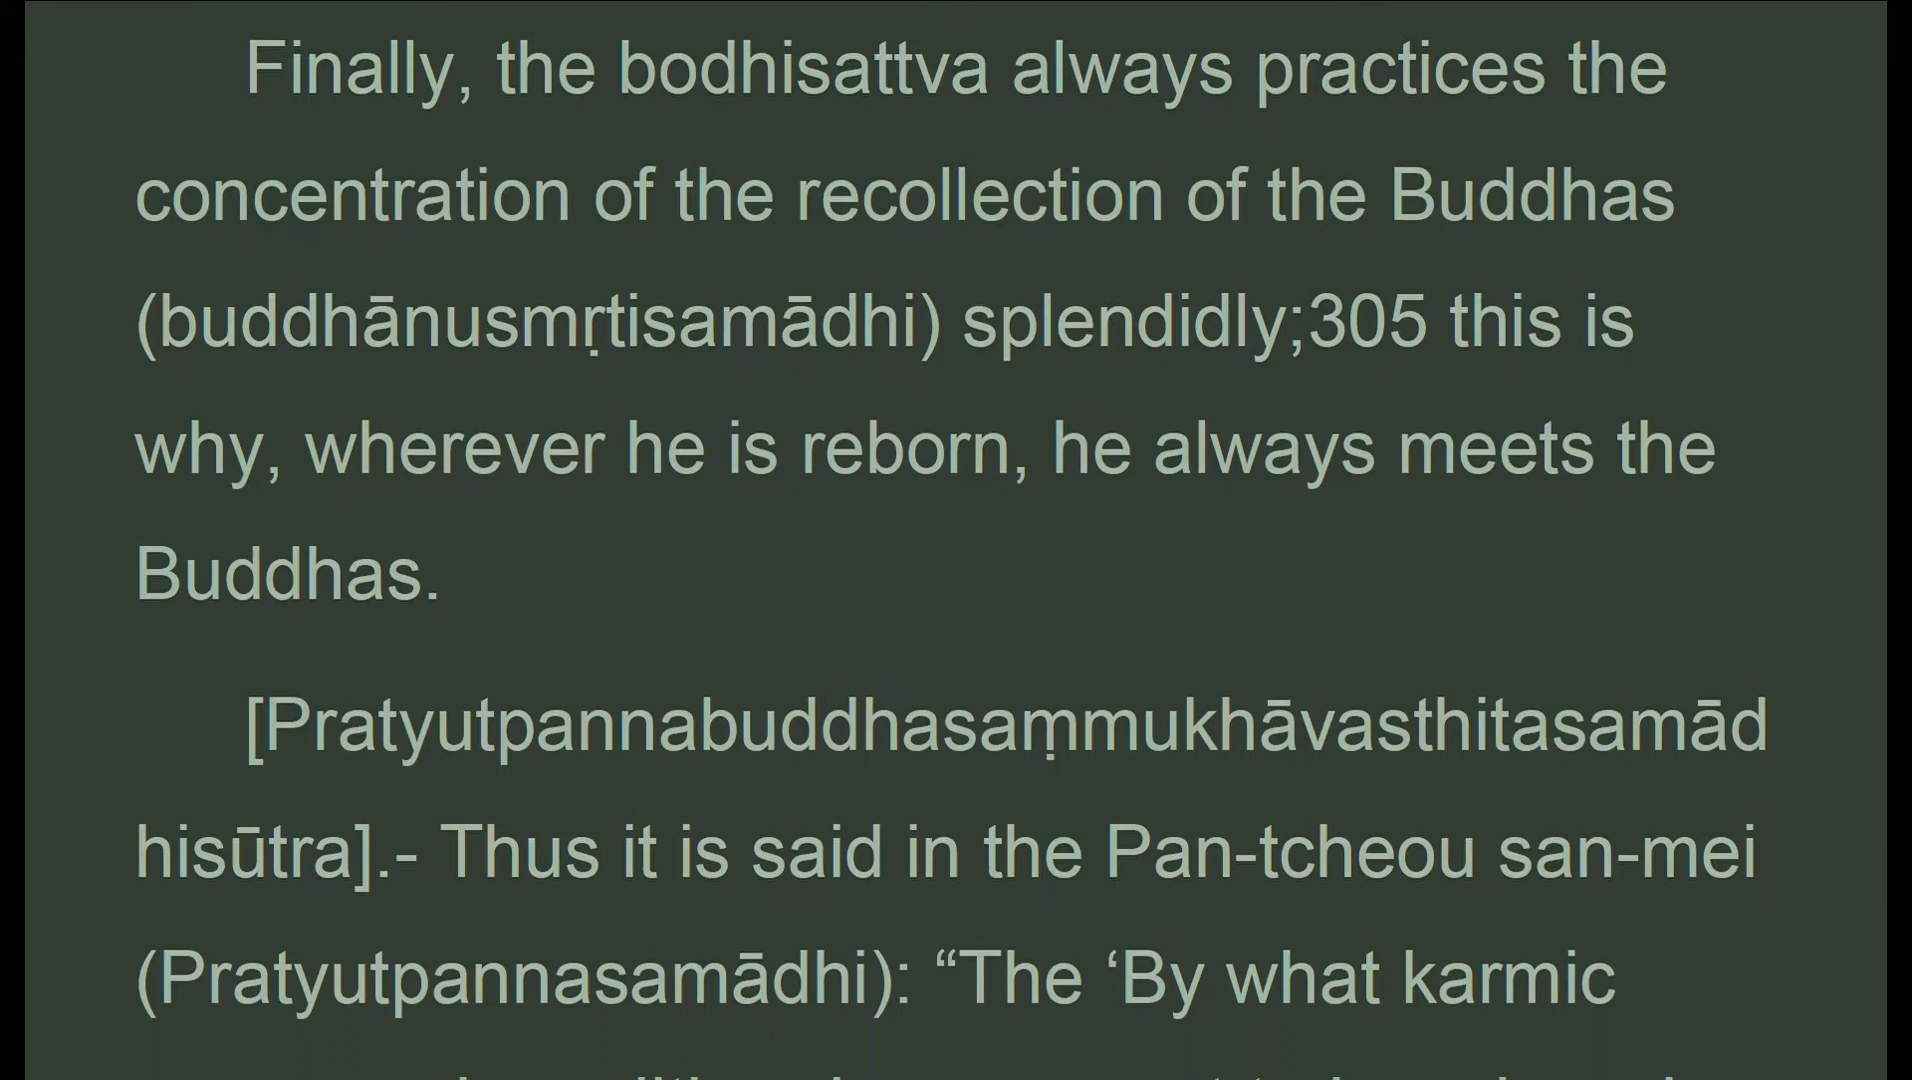 Finally, the bodhisattva always practices the
concentration of the recollection of the Buddhas
(buddhānusmṛtisamādhi) splendidly;305 this is
why, wherever he is reborn, he always meets the
Buddhas.
[Pratyutpannabuddhasaṃmukhāvasthitasamād
hisūtra].- Thus it is said in the Pan-tcheou san-mei
(Pratyutpannasamādhi): “The ‘By what karmic